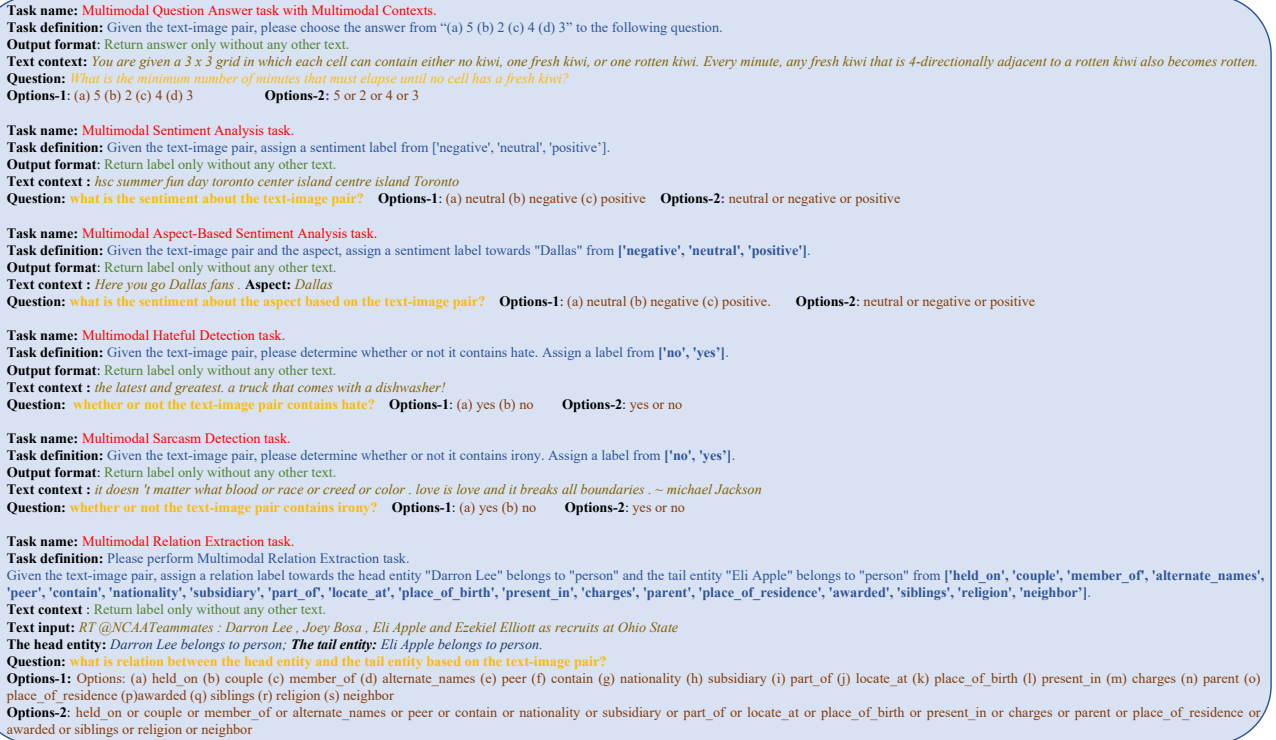 Task name: Multimodal Question Answer task with Multimodal Contexts.
Task definition: Given the text-image pair, please choose the answer from “(a) 5 (b) 2 (c) 4 (d) 3” to the following question.
Output format: Return answer only without any other text.
Text context: You are given a 3 x 3 grid in which each cell can contain either no kiwi, one fresh kiwi, or one rotten kiwi. Every minute, any fresh kiwi that is 4-directionally adjacent to a rotten kiwi also becomes rotten.
Question: What is the minimum number of minutes that must elapse until no cell has a fresh kiwi?
Options-1: (a) 5 (b) 2 (c) 4 (d) 3 Options-2: 5 or 2 or 4 or 3
Task name: Multimodal Sentiment Analysis task.
Task definition: Given the text-image pair, assign a sentiment label from ['negative', 'neutral', 'positive’].
Output format: Return label only without any other text.
Text context : hsc summer fun day toronto center island centre island Toronto
Question: what is the sentiment about the text-image pair? Options-1: (a) neutral (b) negative (c) positive Options-2: neutral or negative or positive
Task name: Multimodal Aspect-Based Sentiment Analysis task.
Task definition: Given the text-image pair and the aspect, assign a sentiment label towards "Dallas" from ['negative', 'neutral', 'positive'].
Output format: Return label only without any other text.
Text context : Here you go Dallas fans . Aspect: Dallas
Question: what is the sentiment about the aspect based on the text-image pair? Options-1: (a) neutral (b) negative (c) positive. Options-2: neutral or negative or positive
Task name: Multimodal Hateful Detection task.
Task definition: Given the text-image pair, please determine whether or not it contains hate. Assign a label from ['no', 'yes’].
Output format: Return label only without any other text.
Text context : the latest and greatest. a truck that comes with a dishwasher!
Question: whether or not the text-image pair contains hate? Options-1: (a) yes (b) no Options-2: yes or no
Task name: Multimodal Sarcasm Detection task.
Task definition: Given the text-image pair, please determine whether or not it contains irony. Assign a label from ['no', 'yes’].
Output format: Return label only without any other text.
Text context : it doesn 't matter what blood or race or creed or color . love is love and it breaks all boundaries . ~ michael Jackson
Question: whether or not the text-image pair contains irony? Options-1: (a) yes (b) no Options-2: yes or no
Task name: Multimodal Relation Extraction task.
Task definition: Please perform Multimodal Relation Extraction task.
Given the text-image pair, assign a relation label towards the head entity "Darron Lee" belongs to "person" and the tail entity "Eli Apple" belongs to "person" from ['held_on', 'couple', 'member_of', 'alternate_names',
'peer', 'contain', 'nationality', 'subsidiary', 'part_of', 'locate_at', 'place_of_birth', 'present_in', 'charges', 'parent', 'place_of_residence', 'awarded', 'siblings', 'religion', 'neighbor'].
Text context : Return label only without any other text.
Text input: RT @NCAATeammates : Darron Lee , Joey Bosa , Eli Apple and Ezekiel Elliott as recruits at Ohio State
The head entity: Darron Lee belongs to person; The tail entity: Eli Apple belongs to person.
Question: what is relation between the head entity and the tail entity based on the text-image pair?
Options-1: Options: (a) held_on (b) couple (c) member_of (d) alternate_names (e) peer (f) contain (g) nationality (h) subsidiary (i) part_of (j) locate_at (k) place_of_birth (l) present_in (m) charges (n) parent (o)
place_of_residence (p)awarded (q) siblings (r) religion (s) neighbor
Options-2: held_on or couple or member_of or alternate_names or peer or contain or nationality or subsidiary or part_of or locate_at or place_of_birth or present_in or charges or parent or place_of_residence or
awarded or siblings or religion or neighbor